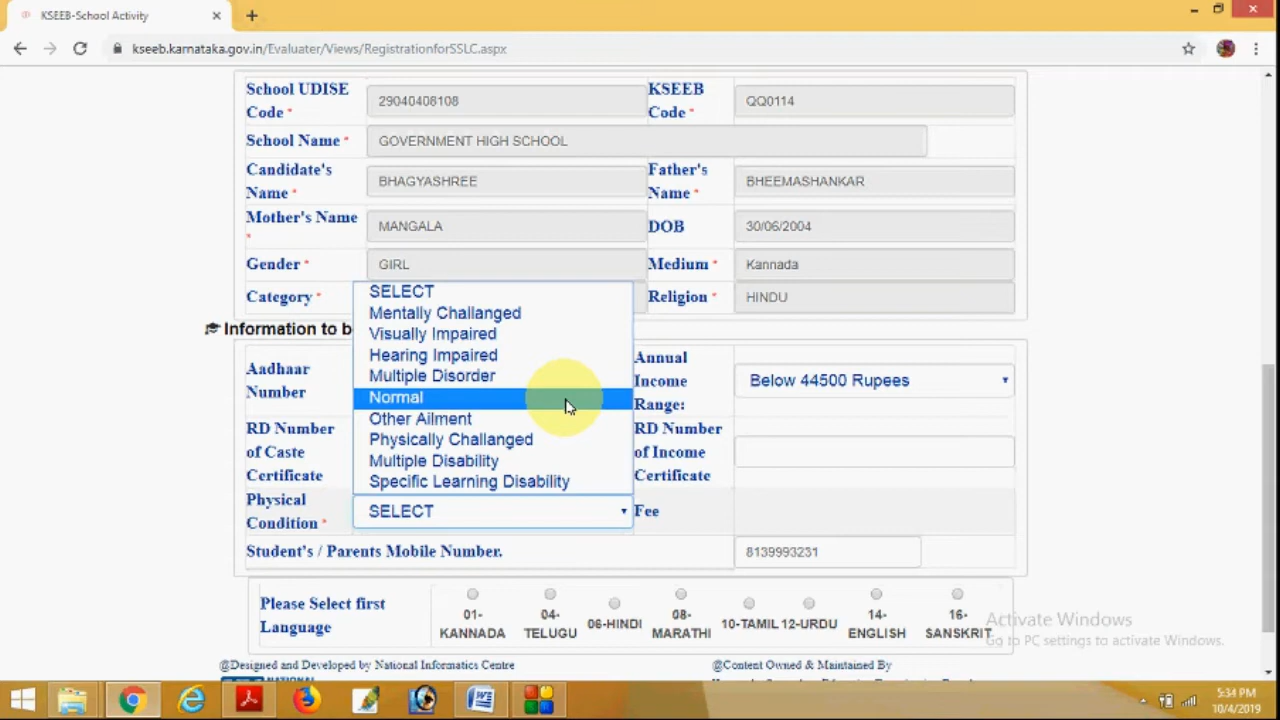 KSEEB-School Activity
kseeb.karnataka.gov.in/Evaluater/Views/RegistrationforSSLC.aspx
School UDISE Code * 29040408108 KSEEB Code * QQ0114
School Name * GOVERNMENT HIGH SCHOOL
Candidate's Name * BHAGYASHREE Father's Name * BHEEMASHANKAR
Mother's Name * MANGALA DOB 30/06/2004
Gender * GIRL Medium * Kannada
Category * Religion * HINDU
Information to b
Aadhaar Number Annual Income Range: Below 44500 Rupees
RD Number of Caste Certificate RD Number of Income Certificate
SELECT
Mentally Challanged
Visually Impaired
Hearing Impaired
Multiple Disorder
Normal
Other Ailment
Physically Challanged
Multiple Disability
Specific Learning Disability
Physical Condition * SELECT Fee
Student's / Parents Mobile Number. 8139993231
Please Select first Language
01-KANNADA 04-TELUGU 06-HINDI 08-MARATHI 10-TAMIL 12-URDU 14-ENGLISH 16-SANSKRIT
Activate Windows
Go to PC settings to activate Windows.
@Designed and Developed by National Informatics Centre @Content Owned & Maintained By
5:34 PM
10/4/2019